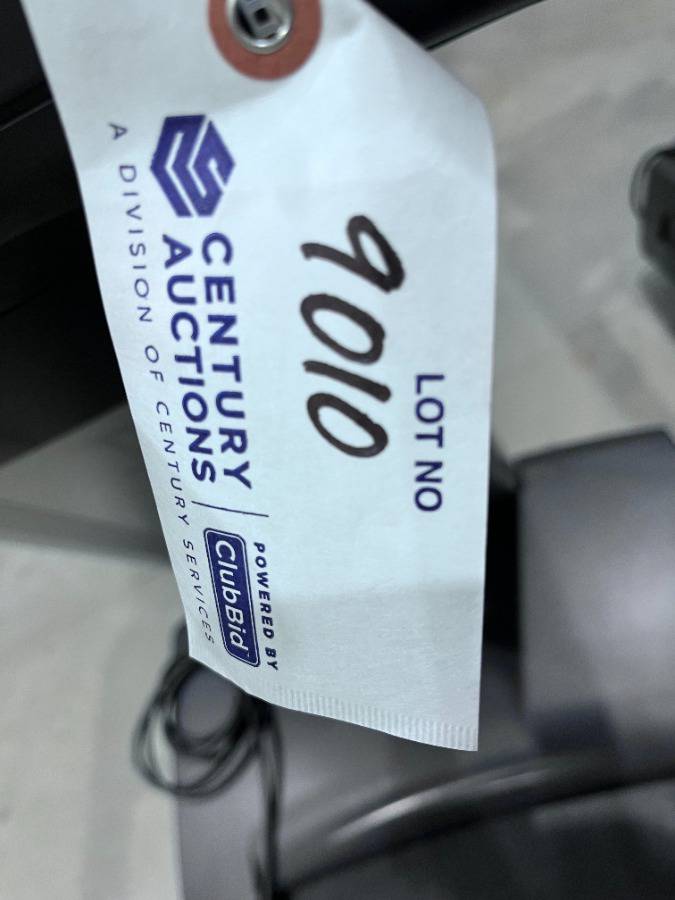 LOT NO
9010
CENTURY
AUCTIONS
POWERED BY
ClubBid
A DIVISION OF CENTURY SERVICES